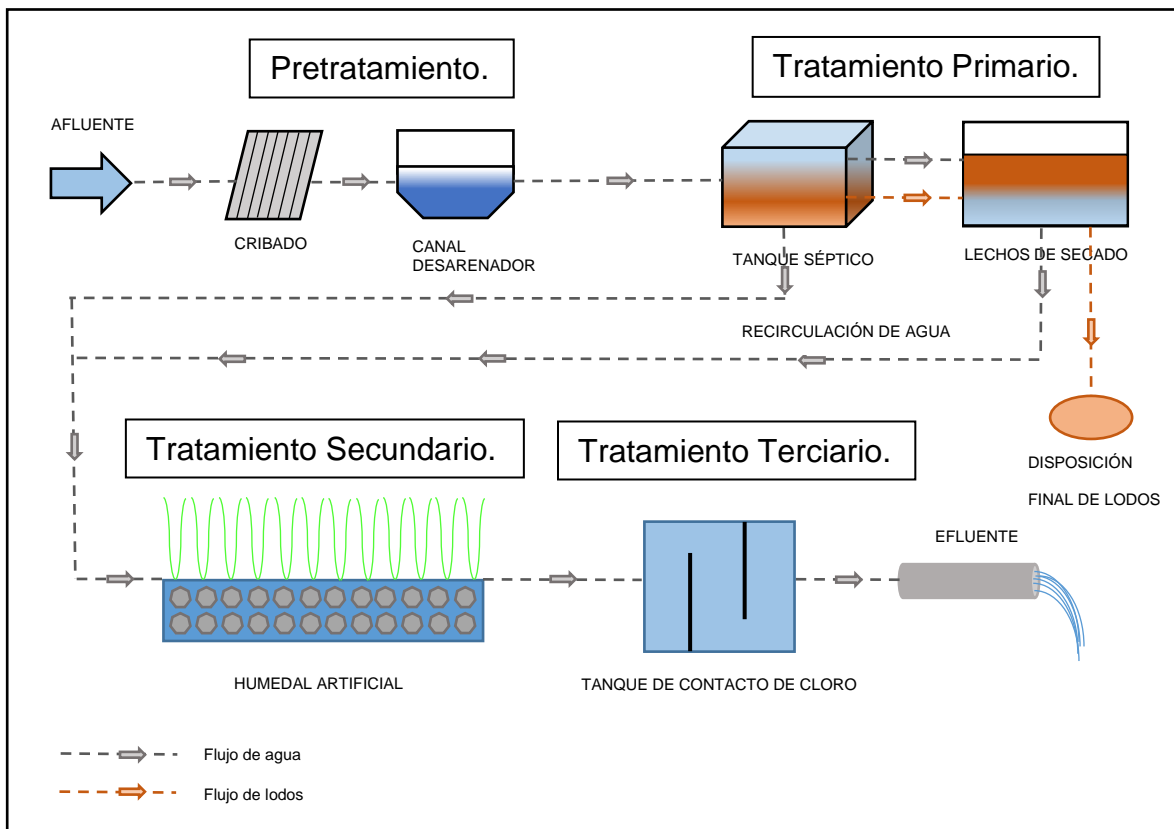 Pretratamiento.
Tratamiento Primario.
AFLUENTE
CRIBADO
CANAL
DESARENADOR
TANQUE SÉPTICO
LECHOS DE SECADO
RECIRCULACIÓN DE AGUA
Tratamiento Secundario.
Tratamiento Terciario.
DISPOSICIÓN
FINAL DE LODOS
EFLUENTE
HUMEDAL ARTIFICIAL
TANQUE DE CONTACTO DE CLORO
Flujo de agua
Flujo de lodos